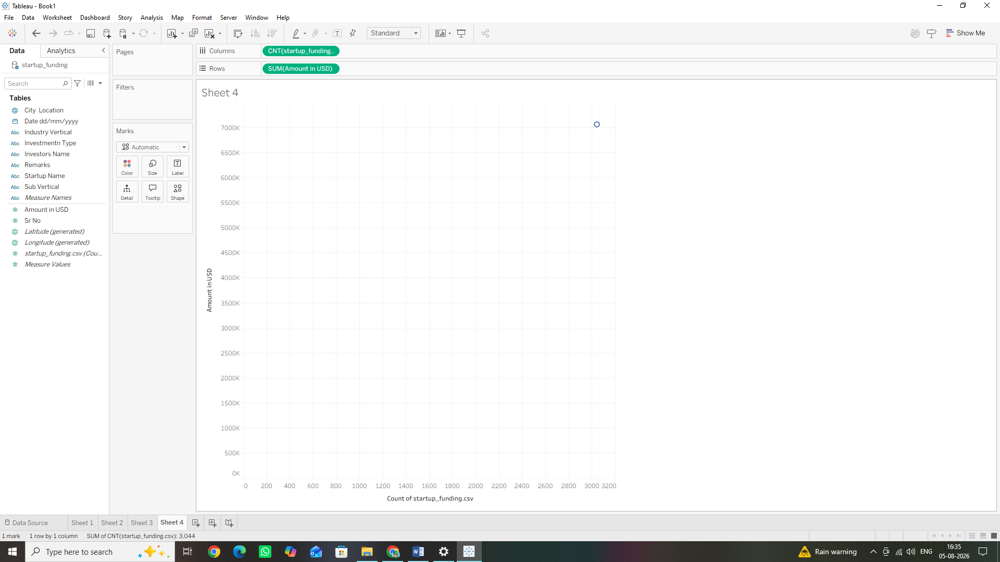 Tableau - Book1
File Data Worksheet Dashboard Story Analysis Map Format Server Window Help
Standard
Show Me
Data Analytics
startup_funding
Search
Tables
City Location
Date dd/mm/yyyy
Abc Industry Vertical
Abc Investmentn Type
Abc Investors Name
Abc Remarks
Abc Startup Name
Abc Sub Vertical
Abc Measure Names
Amount in USD
Sr No
Latitude (generated)
Longitude (generated)
startup_funding.csv (Cou...
Measure Values
Pages
Filters
Marks
Automatic
Color Size Label
Detail Tooltip Shape
Columns CNT(startup_funding..
Rows SUM(Amount in USD)
Sheet 4
7000K
6500K
6000K
5500K
5000K
4500K
4000K
3500K
3000K
2500K
2000K
1500K
1000K
500K
0K
Amount in USD
0 200 400 600 800 1000 1200 1400 1600 1800 2000 2200 2400 2600 2800 3000 3200
Count of startup_funding.csv
Data Source Sheet 1 Sheet 2 Sheet 3 Sheet 4
1 mark 1 row by 1 column SUM of CNT(startup_funding.csv): 3,044
Type here to search
Rain warning
ENG
16:35
05-08-2026